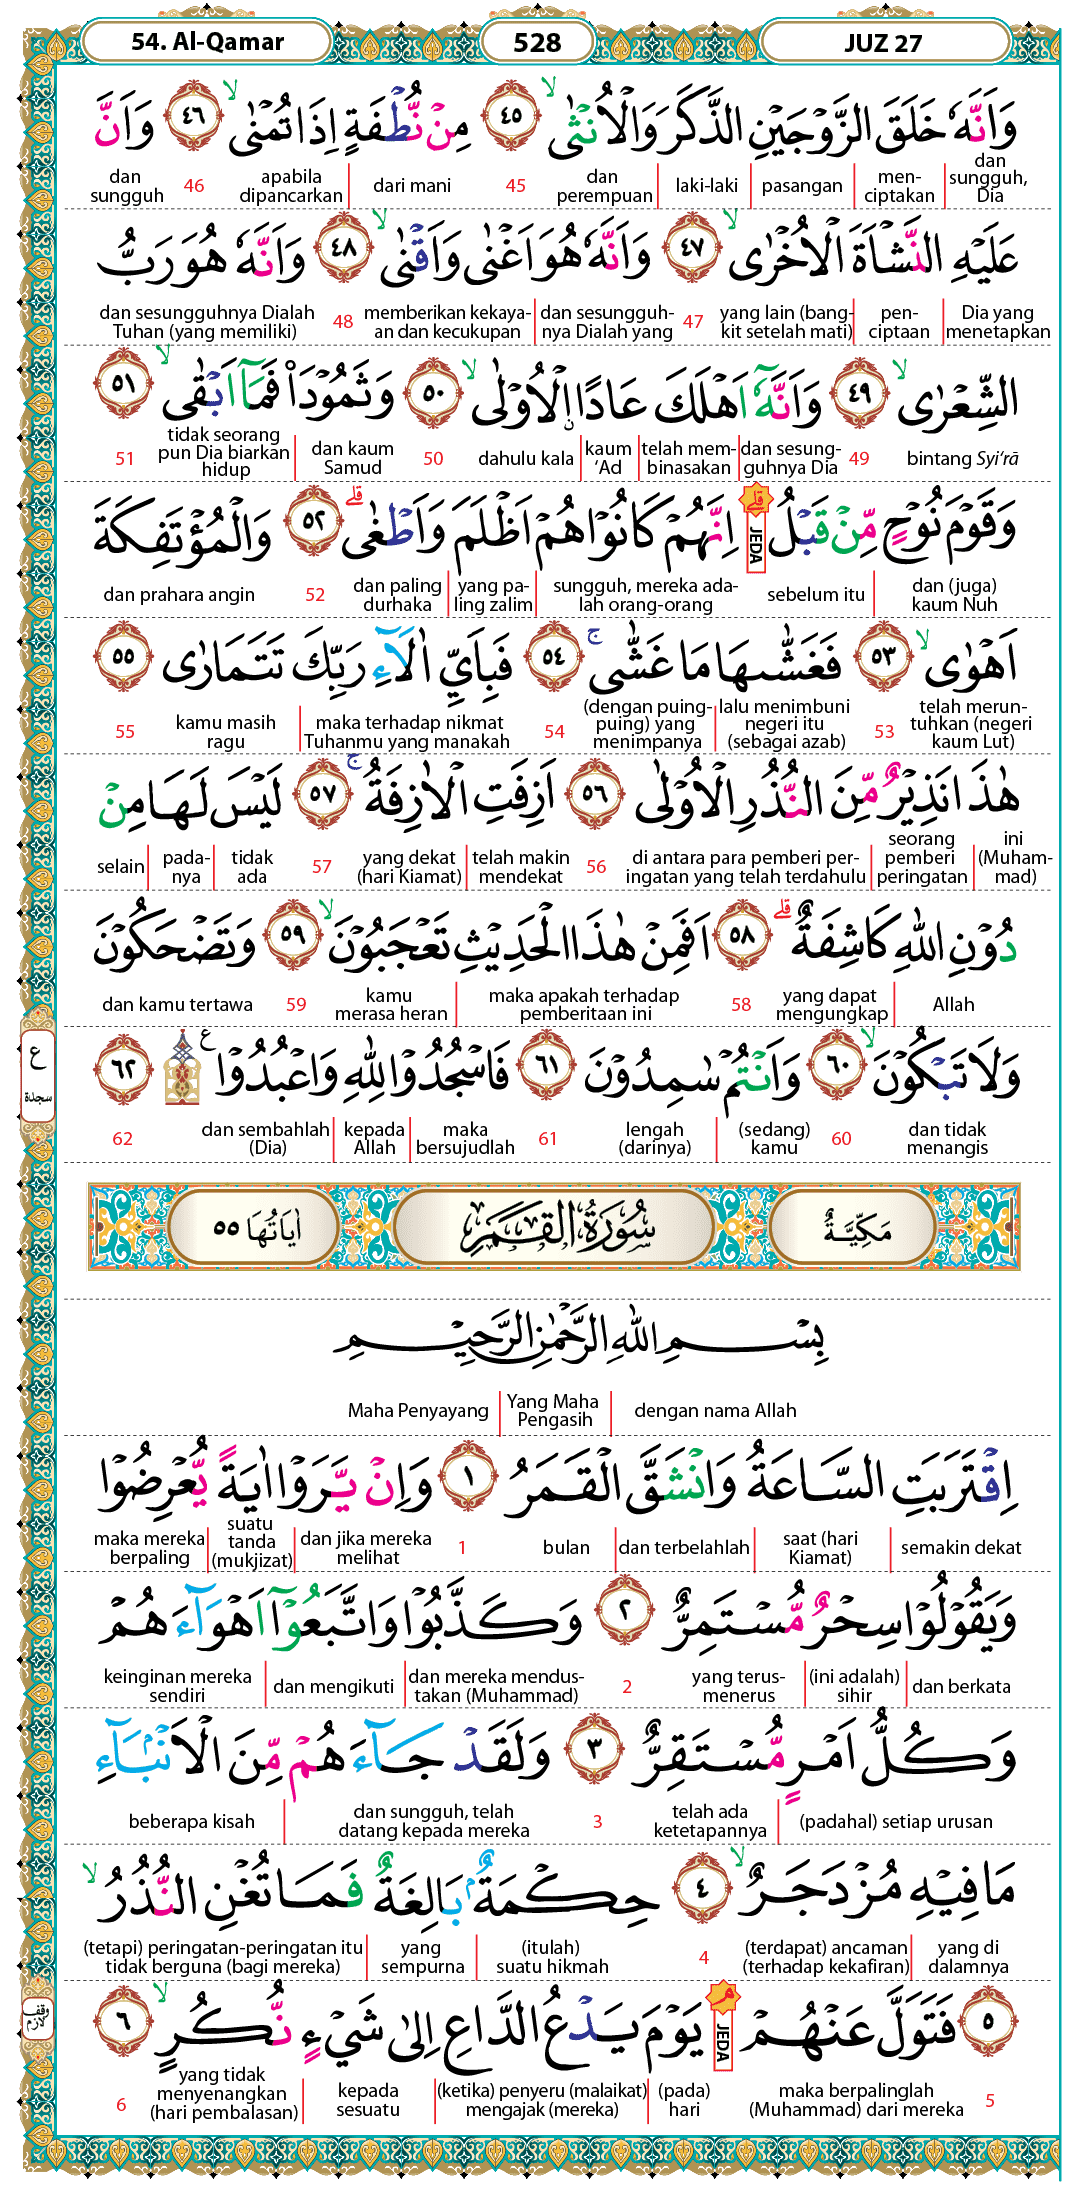 54. Al-Qamar 528 JUZ 27
وَاَنَّهٗ خَلَقَ الزَّوْجَيْنِ الذَّكَرَ وَالْاُنْثٰى ۙ ٤٥ مِنْ نُّطْفَةٍ اِذَا تُمْنٰى ۙ ٤٦ وَاَنَّ
dan sungguh, Dia | men-ciptakan | pasangan | laki-laki | dan perempuan 45 dari mani | apabila dipancarkan 46 dan sungguh
عَلَيْهِ النَّشْاَةَ الْاُخْرٰى ۙ ٤٧ وَاَنَّهٗ هُوَ اَغْنٰى وَاَقْنٰى ۙ ٤٨ وَاَنَّهٗ هُوَ رَبُّ
Dia yang menetapkan | pen-ciptaan | yang lain (bang-kit setelah mati) 47 dan sesungguh-nya Dialah yang | memberikan kekaya-an dan kecukupan 48 dan sesungguhnya Dialah Tuhan (yang memiliki)
الشِّعْرٰى ۙ ٤٩ وَاَنَّهٗٓ اَهْلَكَ عَادًا ۨالْاُوْلٰى ۙ ٥٠ وَثَمُوْدَا۟ فَمَآ اَبْقٰى ۙ ٥١
bintang Syi‘rā 49 dan sesung-guhnya Dia | telah mem-binasakan | kaum ‘Ad | dahulu kala 50 dan kaum Samud | tidak seorang pun Dia biarkan hidup 51
وَقَوْمَ نُوْحٍ مِّنْ قَبْلُ ۗ JEDA اِنَّهُمْ كَانُوْا هُمْ اَظْلَمَ وَاَطْغٰى ۗ ٥٢ وَالْمُؤْتَفِكَةَ
dan (juga) kaum Nuh | sebelum itu sungguh, mereka ada-lah orang-orang | yang pa-ling zalim | dan paling durhaka 52 dan prahara angin
اَهْوٰى ۙ ٥٣ فَغَشّٰىهَا مَا غَشّٰى ۚ ٥٤ فَبِاَيِّ اٰلَاۤءِ رَبِّكَ تَتَمَارٰى ٥٥
telah merun-tuhkan (negeri kaum Lut) 53 lalu menimbuni negeri itu (sebagai azab) | (dengan puing-puing) yang menimpanya 54 maka terhadap nikmat Tuhanmu yang manakah | kamu masih ragu 55
هٰذَا نَذِيْرٌ مِّنَ النُّذُرِ الْاُوْلٰى ٥٦ اَزِفَتِ الْاٰزِفَةُ ۚ ٥٧ لَيْسَ لَهَا مِنْ
ini (Muham-mad) | seorang pemberi peringatan | di antara para pemberi per-ingatan yang telah terdahulu 56 telah makin mendekat | yang dekat (hari Kiamat) 57 tidak ada | pada-nya | selain
دُوْنِ اللّٰهِ كَاشِفَةٌ ۗ ٥٨ اَفَمِنْ هٰذَا الْحَدِيْثِ تَعْجَبُوْنَ ۙ ٥٩ وَتَضْحَكُوْنَ
Allah | yang dapat mengungkap 58 maka apakah terhadap pemberitaan ini | kamu merasa heran 59 dan kamu tertawa
وَلَا تَبْكُوْنَ ۙ ٦٠ وَاَنْتُمْ سٰمِدُوْنَ ٦١ فَاسْجُدُوْا لِلّٰهِ وَاعْبُدُوْا ۩ ع ٦٢
ع سجدة
dan tidak menangis 60 (sedang) kamu | lengah (darinya) 61 maka bersujudlah | kepada Allah | dan sembahlah (Dia) 62
مَكِّيَّةٌ سُوْرَةُ الْقَمَرِ اٰيَاتُهَا ٥٥
بِسْمِ اللّٰهِ الرَّحْمٰنِ الرَّحِيْمِ
dengan nama Allah | Yang Maha Pengasih | Maha Penyayang
اِقْتَرَبَتِ السَّاعَةُ وَانْشَقَّ الْقَمَرُ ١ وَاِنْ يَّرَوْا اٰيَةً يُّعْرِضُوْا
semakin dekat | saat (hari Kiamat) | dan terbelahlah | bulan 1 dan jika mereka melihat | suatu tanda (mukjizat) | maka mereka berpaling
وَيَقُوْلُوْا سِحْرٌ مُّسْتَمِرٌّ ٢ وَكَذَّبُوْا وَاتَّبَعُوْٓا اَهْوَاۤءَهُمْ
dan berkata | (ini adalah) sihir | yang terus-menerus 2 dan mereka mendus-takan (Muhammad) | dan mengikuti | keinginan mereka sendiri
وَكُلُّ اَمْرٍ مُّسْتَقِرٌّ ٣ وَلَقَدْ جَاۤءَهُمْ مِّنَ الْاَنْۢبَاۤءِ
(padahal) setiap urusan | telah ada ketetapannya 3 dan sungguh, telah datang kepada mereka | beberapa kisah
مَا فِيْهِ مُزْدَجَرٌ ۙ ٤ حِكْمَةٌ ۢ بَالِغَةٌ فَمَا تُغْنِ النُّذُرُ ۙ
yang di dalamnya | (terdapat) ancaman (terhadap kekafiran) 4 (itulah) suatu hikmah | yang sempurna | (tetapi) peringatan-peringatan itu tidak berguna (bagi mereka)
٥ فَتَوَلَّ عَنْهُمْ ۘ JEDA يَوْمَ يَدْعُ الدَّاعِ اِلٰى شَيْءٍ نُّكُرٍ ۙ ٦
وقف لازم
5 maka berpalinglah (Muhammad) dari mereka (pada) hari | (ketika) penyeru (malaikat) mengajak (mereka) | kepada sesuatu | yang tidak menyenangkan (hari pembalasan) 6